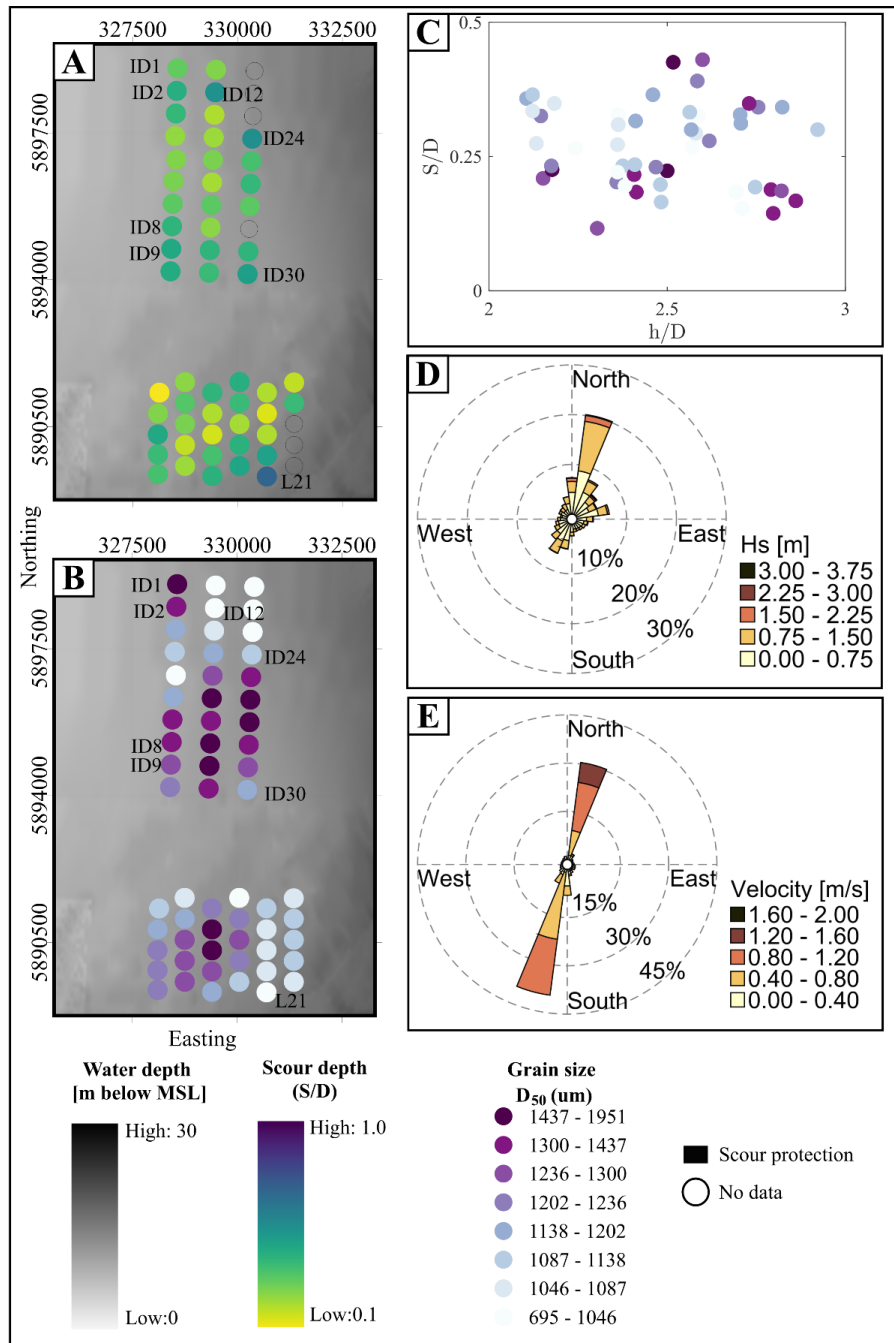 327500 330000 332500
A
ID1
ID2
ID12
ID24
ID8
ID9
ID30
L21
5897500
5894000
5890500
Northing
327500 330000 332500
B
ID1
ID2
ID12
ID24
ID8
ID9
ID30
L21
5897500
5894000
5890500
Easting
C
0.5
0.25
0
S/D
2 2.5 3
h/D
D
North
West
East
South
10%
20%
30%
Hs [m]
3.00 - 3.75
2.25 - 3.00
1.50 - 2.25
0.75 - 1.50
0.00 - 0.75
E
North
West
East
South
15%
30%
45%
Velocity [m/s]
1.60 - 2.00
1.20 - 1.60
0.80 - 1.20
0.40 - 0.80
0.00 - 0.40
Water depth
[m below MSL]
High: 30
Low:0
Scour depth
(S/D)
High: 1.0
Low:0.1
Grain size
D50 (um)
1437 - 1951
1300 - 1437
1236 - 1300
1202 - 1236
1138 - 1202
1087 - 1138
1046 - 1087
695 - 1046
Scour protection
No data